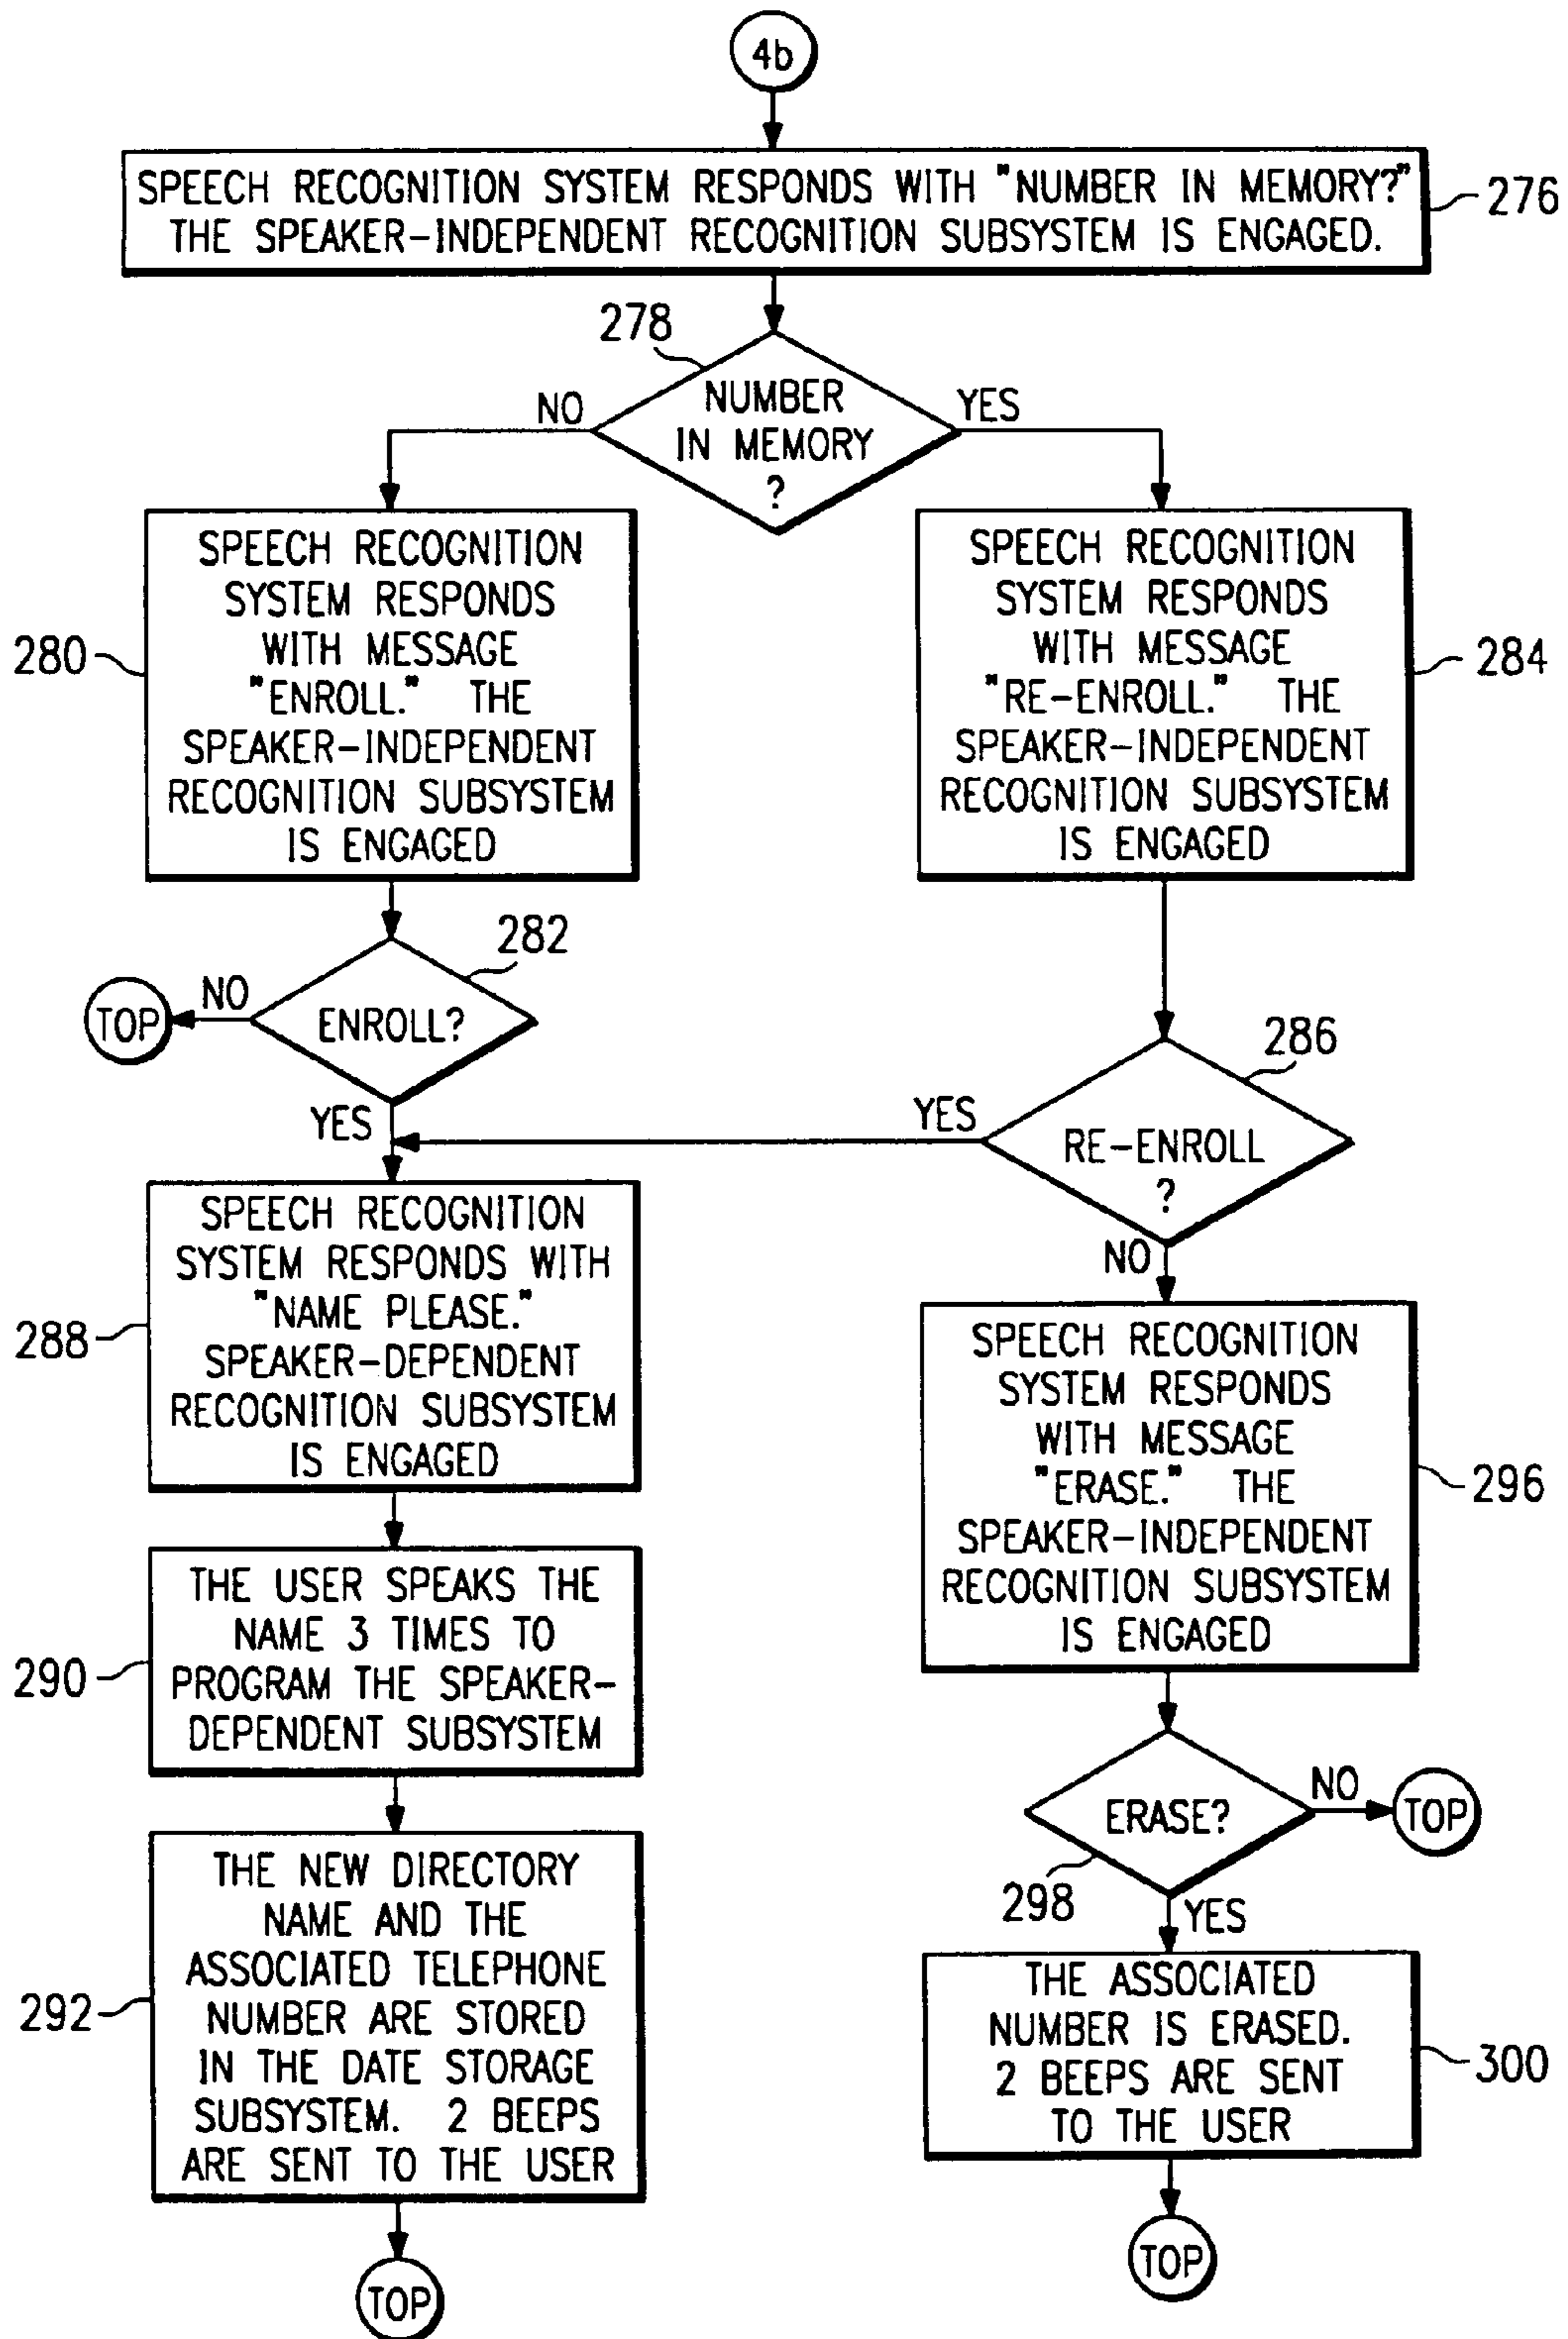 4b
SPEECH RECOGNITION SYSTEM RESPONDS WITH "NUMBER IN MEMORY?"
THE SPEAKER-INDEPENDENT RECOGNITION SUBSYSTEM IS ENGAGED.
276
278
NUMBER
IN MEMORY
?
NO
YES
SPEECH RECOGNITION
SYSTEM RESPONDS
WITH MESSAGE
"ENROLL." THE
SPEAKER-INDEPENDENT
RECOGNITION SUBSYSTEM
IS ENGAGED
280
SPEECH RECOGNITION
SYSTEM RESPONDS
WITH MESSAGE
"RE-ENROLL." THE
SPEAKER-INDEPENDENT
RECOGNITION SUBSYSTEM
IS ENGAGED
284
282
ENROLL?
NO
TOP
YES
286
RE-ENROLL
?
YES
NO
SPEECH RECOGNITION
SYSTEM RESPONDS WITH
"NAME PLEASE."
SPEAKER-DEPENDENT
RECOGNITION SUBSYSTEM
IS ENGAGED
288
SPEECH RECOGNITION
SYSTEM RESPONDS
WITH MESSAGE
"ERASE." THE
SPEAKER-INDEPENDENT
RECOGNITION SUBSYSTEM
IS ENGAGED
296
THE USER SPEAKS THE
NAME 3 TIMES TO
PROGRAM THE SPEAKER-
DEPENDENT SUBSYSTEM
290
ERASE?
NO
TOP
298
YES
THE NEW DIRECTORY
NAME AND THE
ASSOCIATED TELEPHONE
NUMBER ARE STORED
IN THE DATE STORAGE
SUBSYSTEM. 2 BEEPS
ARE SENT TO THE USER
292
THE ASSOCIATED
NUMBER IS ERASED.
2 BEEPS ARE SENT
TO THE USER
300
TOP
TOP